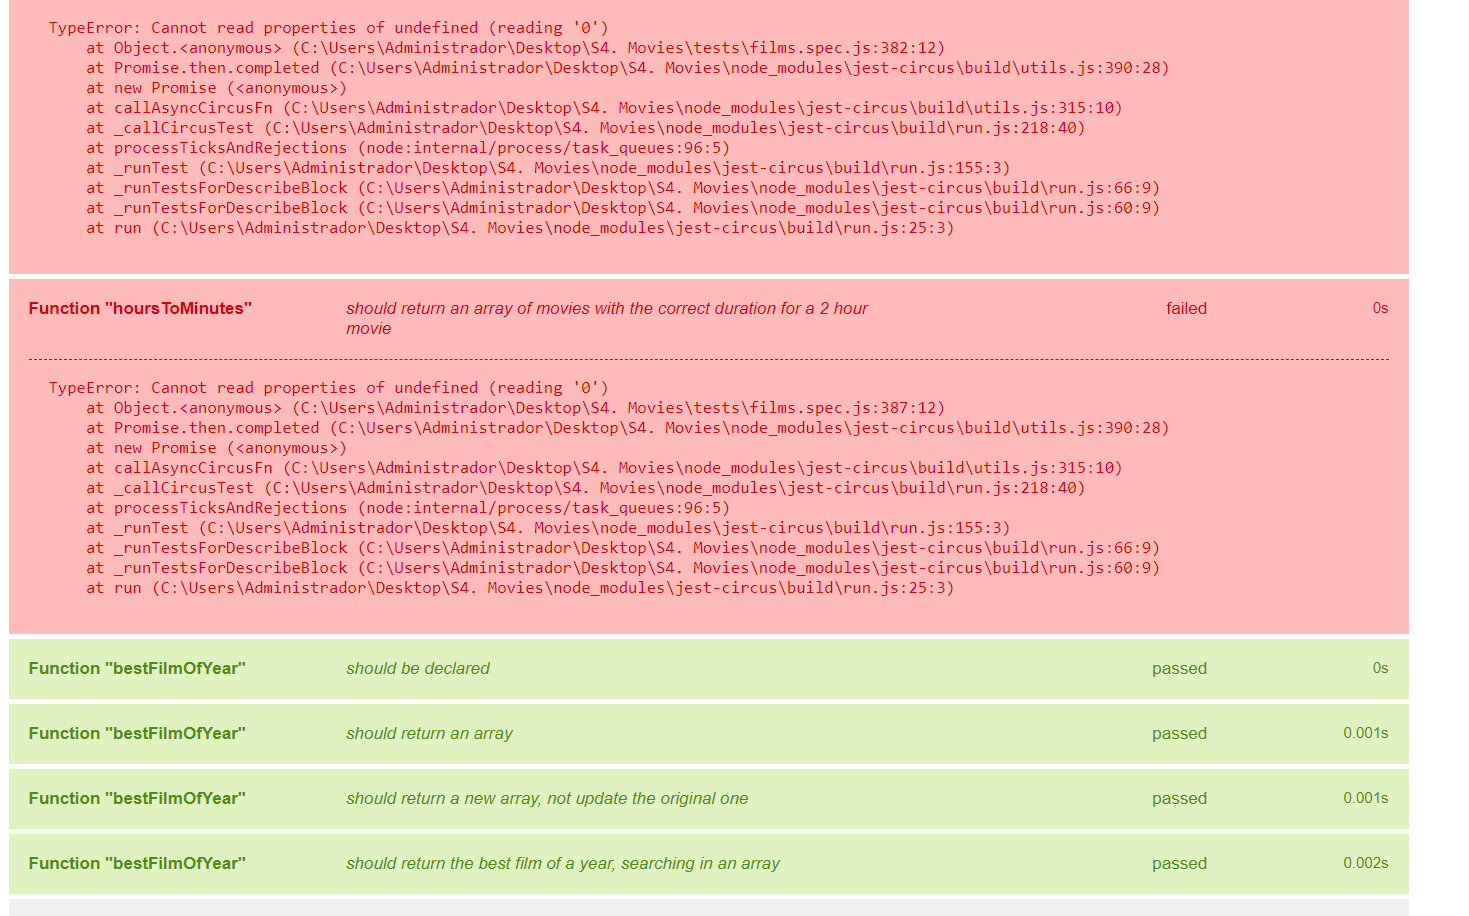 TypeError: Cannot read properties of undefined (reading '0')
at Object.<anonymous> (C:\Users\Administrador\Desktop\S4. Movies\tests\films.spec.js:382:12)
at Promise.then.completed (C:\Users\Administrador\Desktop\S4. Movies\node_modules\jest-circus\build\utils.js:390:28)
at new Promise (<anonymous>)
at callAsyncCircusFn (C:\Users\Administrador\Desktop\S4. Movies\node_modules\jest-circus\build\utils.js:315:10)
at _callCircusTest (C:\Users\Administrador\Desktop\S4. Movies\node_modules\jest-circus\build\run.js:218:40)
at processTicksAndRejections (node:internal/process/task_queues:96:5)
at _runTest (C:\Users\Administrador\Desktop\S4. Movies\node_modules\jest-circus\build\run.js:155:3)
at _runTestsForDescribeBlock (C:\Users\Administrador\Desktop\S4. Movies\node_modules\jest-circus\build\run.js:66:9)
at _runTestsForDescribeBlock (C:\Users\Administrador\Desktop\S4. Movies\node_modules\jest-circus\build\run.js:60:9)
at run (C:\Users\Administrador\Desktop\S4. Movies\node_modules\jest-circus\build\run.js:25:3)
Function "hoursToMinutes" should return an array of movies with the correct duration for a 2 hour failed 0s
movie
TypeError: Cannot read properties of undefined (reading '0')
at Object.<anonymous> (C:\Users\Administrador\Desktop\S4. Movies\tests\films.spec.js:387:12)
at Promise.then.completed (C:\Users\Administrador\Desktop\S4. Movies\node_modules\jest-circus\build\utils.js:390:28)
at new Promise (<anonymous>)
at callAsyncCircusFn (C:\Users\Administrador\Desktop\S4. Movies\node_modules\jest-circus\build\utils.js:315:10)
at _callCircusTest (C:\Users\Administrador\Desktop\S4. Movies\node_modules\jest-circus\build\run.js:218:40)
at processTicksAndRejections (node:internal/process/task_queues:96:5)
at _runTest (C:\Users\Administrador\Desktop\S4. Movies\node_modules\jest-circus\build\run.js:155:3)
at _runTestsForDescribeBlock (C:\Users\Administrador\Desktop\S4. Movies\node_modules\jest-circus\build\run.js:66:9)
at _runTestsForDescribeBlock (C:\Users\Administrador\Desktop\S4. Movies\node_modules\jest-circus\build\run.js:60:9)
at run (C:\Users\Administrador\Desktop\S4. Movies\node_modules\jest-circus\build\run.js:25:3)
Function "bestFilmOfYear" should be declared passed 0s
Function "bestFilmOfYear" should return an array passed 0.001s
Function "bestFilmOfYear" should return a new array, not update the original one passed 0.001s
Function "bestFilmOfYear" should return the best film of a year, searching in an array passed 0.002s